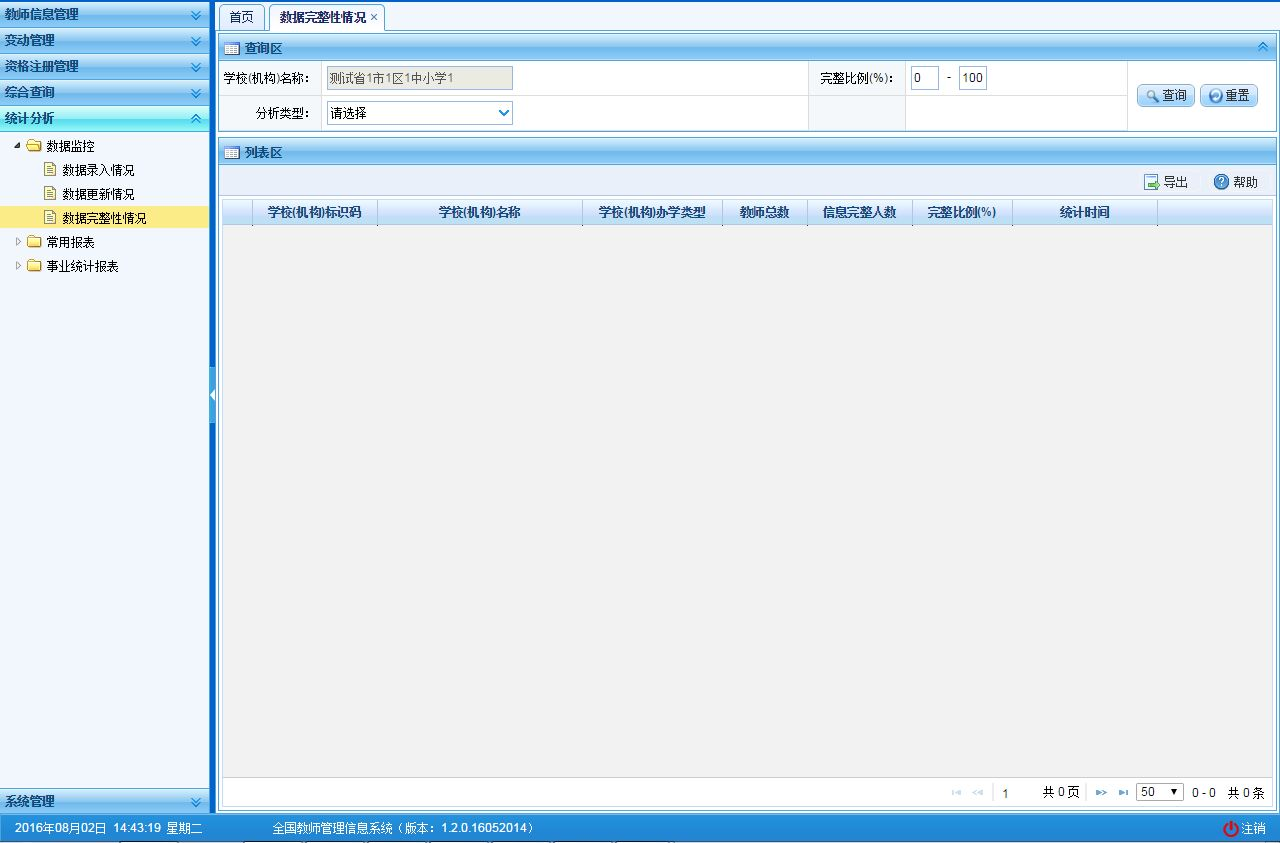 教师信息管理
变动管理
资格注册管理
综合查询
统计分析
数据监控
数据录入情况
数据更新情况
数据完整性情况
常用报表
事业统计报表
系统管理
首页 数据完整性情况 ×
查询区
学校(机构)名称： 测试省1市1区1中小学1 完整比例(%)： 0 - 100
分析类型： 请选择
查询 重置
列表区
导出 帮助
学校(机构)标识码 学校(机构)名称 学校(机构)办学类型 教师总数 信息完整人数 完整比例(%) 统计时间
1 共 0 页 50 0 - 0 共 0 条
2016年08月02日 14:43:19 星期二 全国教师管理信息系统（版本：1.2.0.16052014） 注销